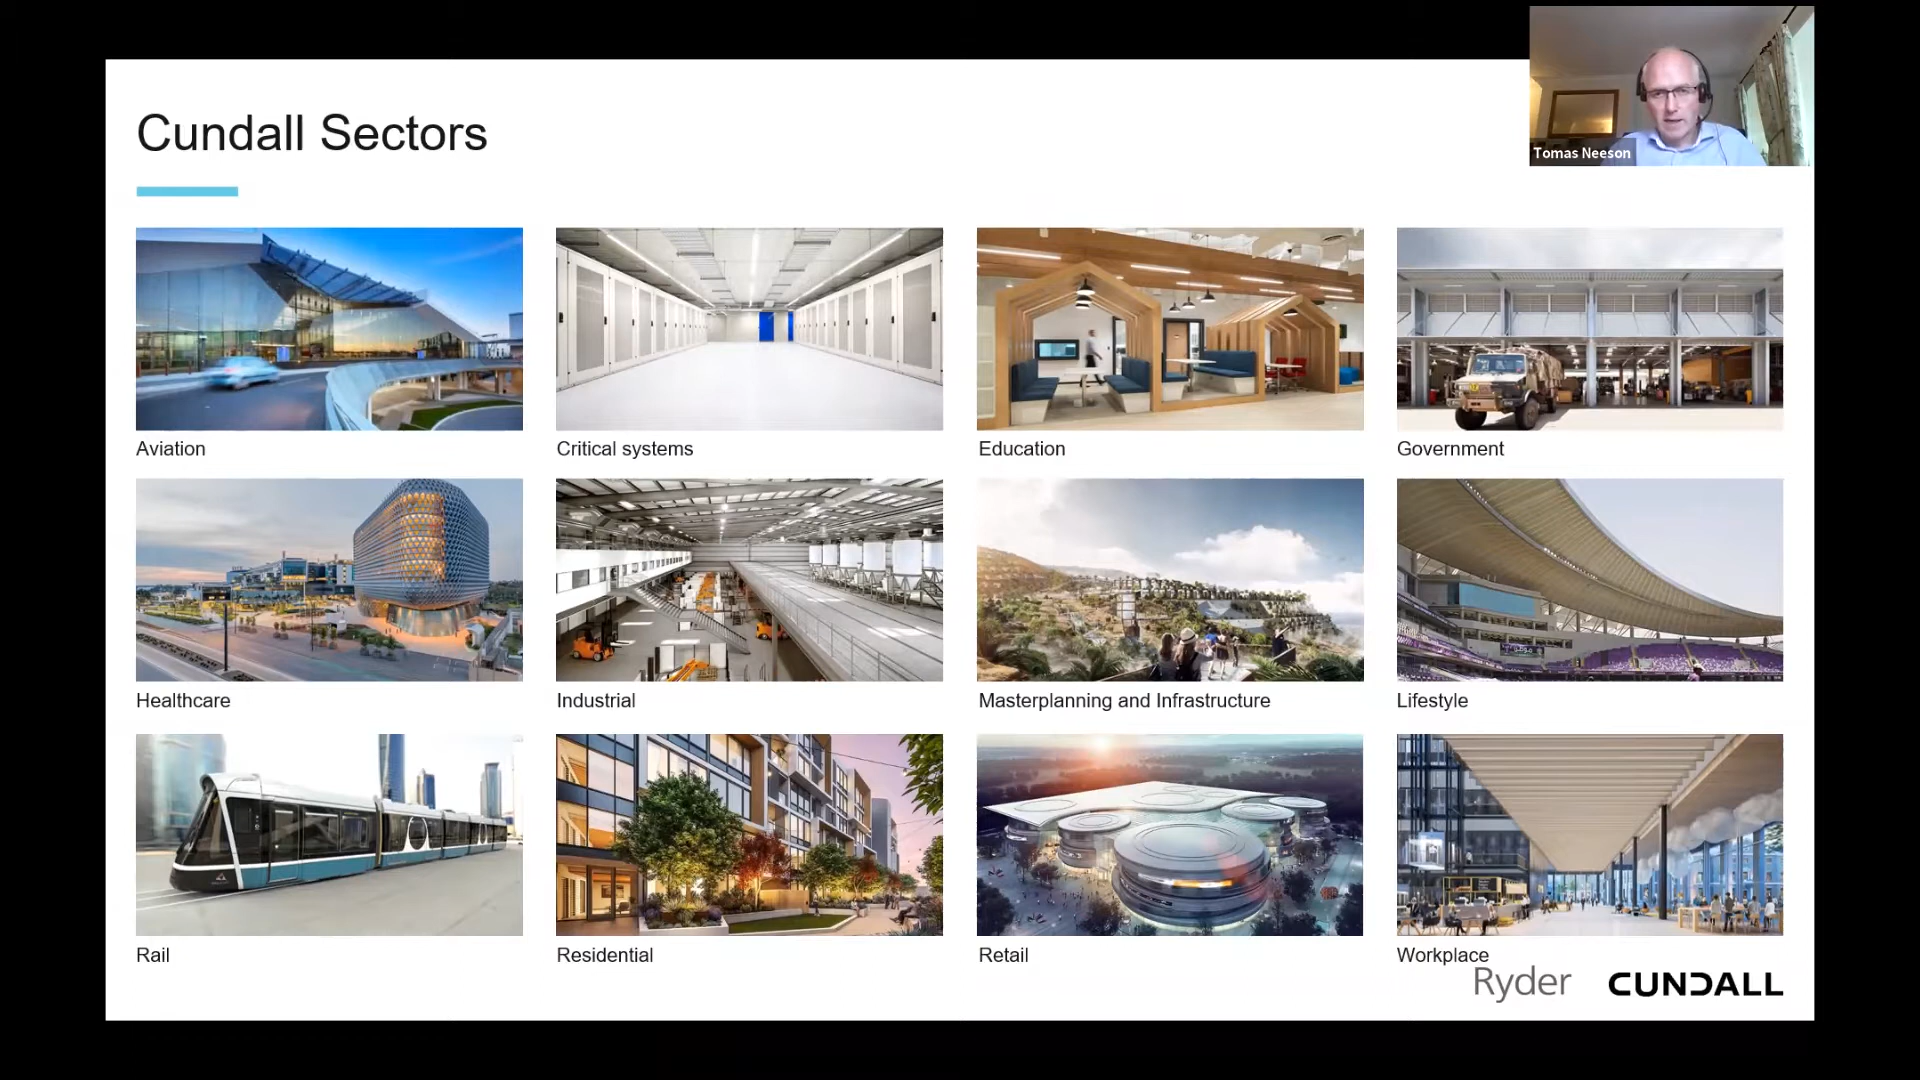 Cundall Sectors
Tomas Neeson
Aviation
Critical systems
Education
Government
Healthcare
Industrial
Masterplanning and Infrastructure
Lifestyle
Rail
Residential
Retail
Workplace
Ryder
CUNDALL